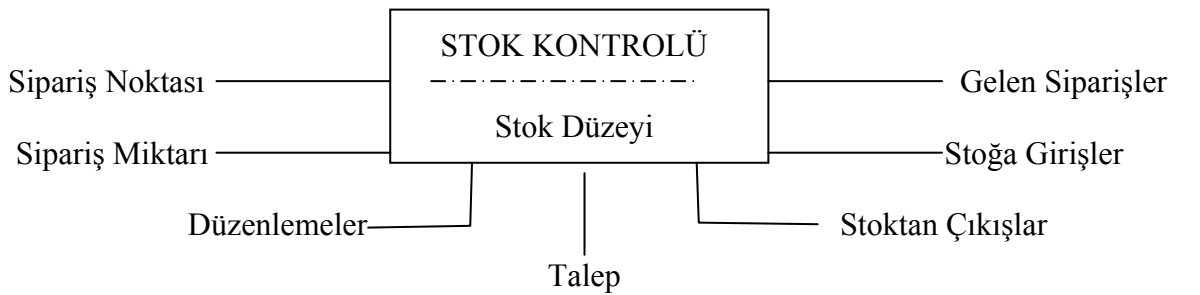 STOK KONTROLÜ
Sipariş Noktası
Gelen Siparişler
Stok Düzeyi
Sipariş Miktarı
Stoğa Girişler
Düzenlemeler
Stoktan Çıkışlar
Talep